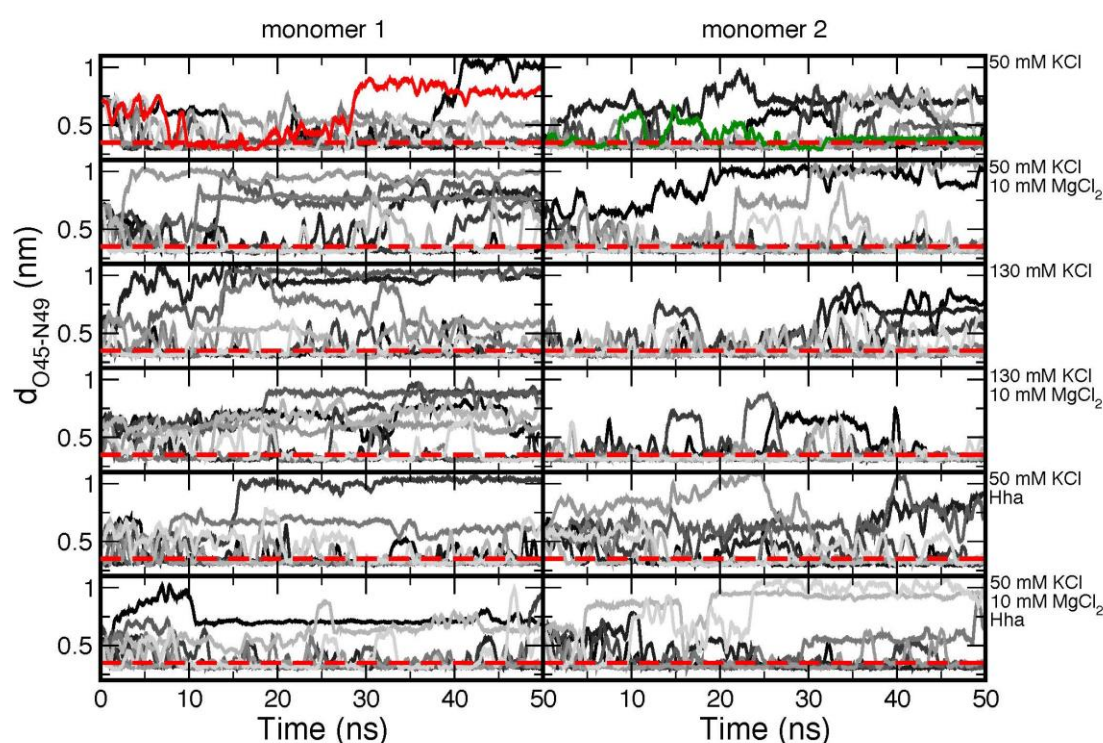 monomer 1 monomer 2
d_O45-N49 (nm)
1 50 mM KCl
0.5
1 50 mM KCl
10 mM MgCl₂
0.5
1 130 mM KCl
0.5
1 130 mM KCl
10 mM MgCl₂
0.5
1 50 mM KCl
Hha
0.5
1 50 mM KCl
10 mM MgCl₂
Hha
0.5
0 10 20 30 40 50 10 20 30 40 50
Time (ns) Time (ns)